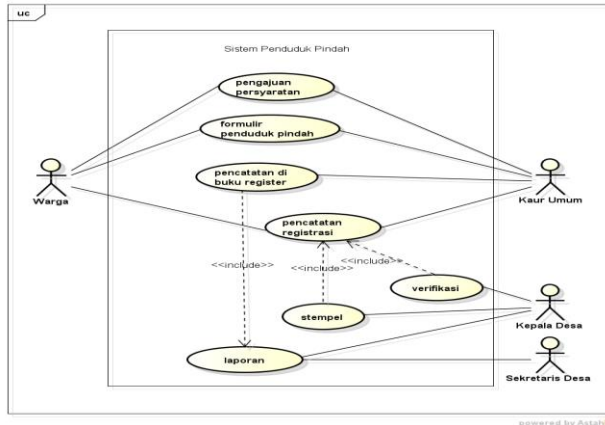 uc
Sistem Penduduk Pindah
pengajuan
persyaratan
formulir
penduduk pindah
pencatatan di
buku register
Warga
Kaur Umum
pencatatan
registrasi
<<include>>
<<include>>
<<include>>
verifikasi
stempel
Kepala Desa
laporan
Sekretaris Desa
powered by Astah